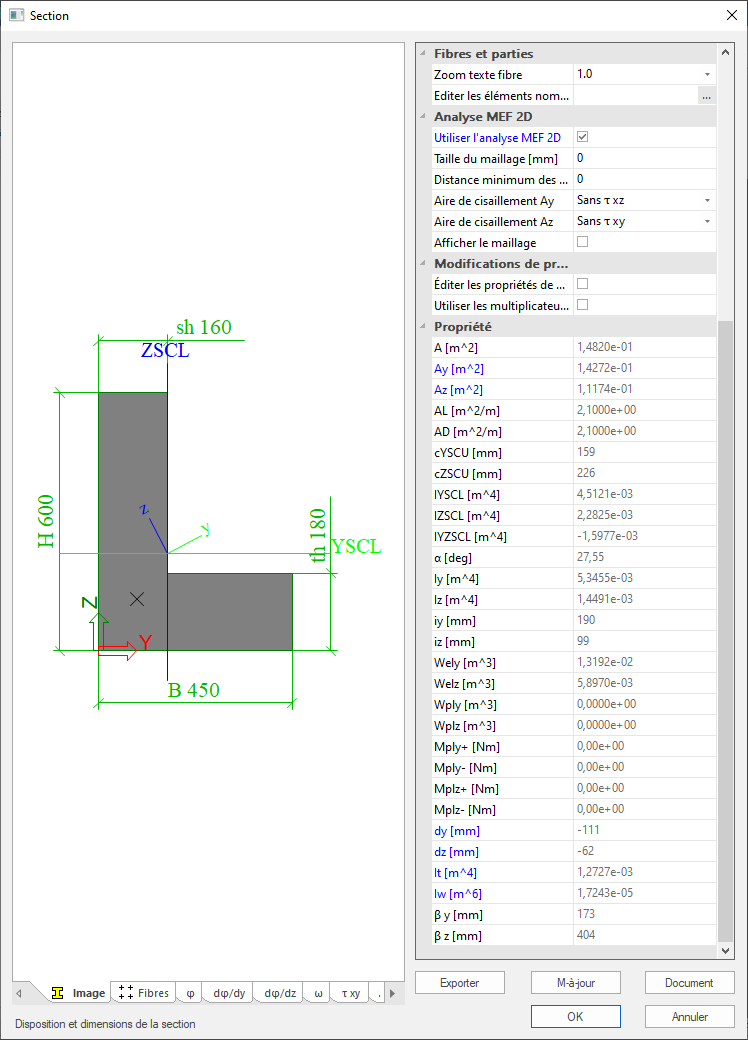 Section
sh 160
ZSCL
H 600
z
y
th 180
YSCL
Z
Y
B 450
Image
Fibres
φ
dφ/dy
dφ/dz
ω
τ xy
.
Disposition et dimensions de la section
Fibres et parties
Zoom texte fibre 1.0
Editer les éléments nom... ...
Analyse MEF 2D
Utiliser l'analyse MEF 2D
Taille du maillage [mm] 0
Distance minimum des ... 0
Aire de cisaillement Ay Sans τ xz
Aire de cisaillement Az Sans τ xy
Afficher le maillage
Modifications de pr...
Éditer les propriétés de ...
Utiliser les multiplicateu...
Propriété
A [m^2] 1,4820e-01
Ay [m^2] 1,4272e-01
Az [m^2] 1,1174e-01
AL [m^2/m] 2,1000e+00
AD [m^2/m] 2,1000e+00
cYSCU [mm] 159
cZSCU [mm] 226
IYSCL [m^4] 4,5121e-03
IZSCL [m^4] 2,2825e-03
IYZSCL [m^4] -1,5977e-03
α [deg] 27,55
Iy [m^4] 5,3455e-03
Iz [m^4] 1,4491e-03
iy [mm] 190
iz [mm] 99
Wely [m^3] 1,3192e-02
Welz [m^3] 5,8970e-03
Wply [m^3] 0,0000e+00
Wplz [m^3] 0,0000e+00
Mply+ [Nm] 0,00e+00
Mply- [Nm] 0,00e+00
Mplz+ [Nm] 0,00e+00
Mplz- [Nm] 0,00e+00
dy [mm] -111
dz [mm] -62
It [m^4] 1,2727e-03
Iw [m^6] 1,7243e-05
β y [mm] 173
β z [mm] 404
Exporter
M-à-jour
Document
OK
Annuler